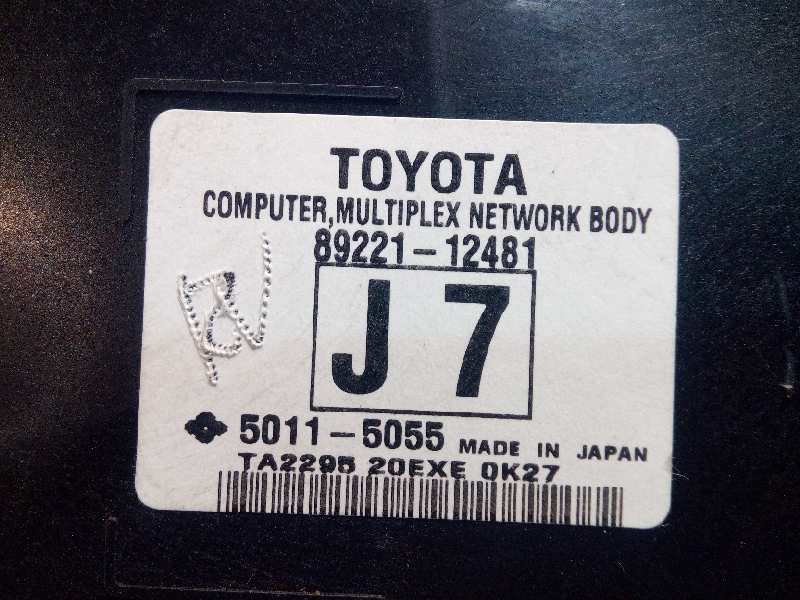 TOYOTA
COMPUTER,MULTIPLEX NETWORK BODY
89221-12481
J 7
5011-5055 MADE IN JAPAN
TA2295 20EXE 0K27